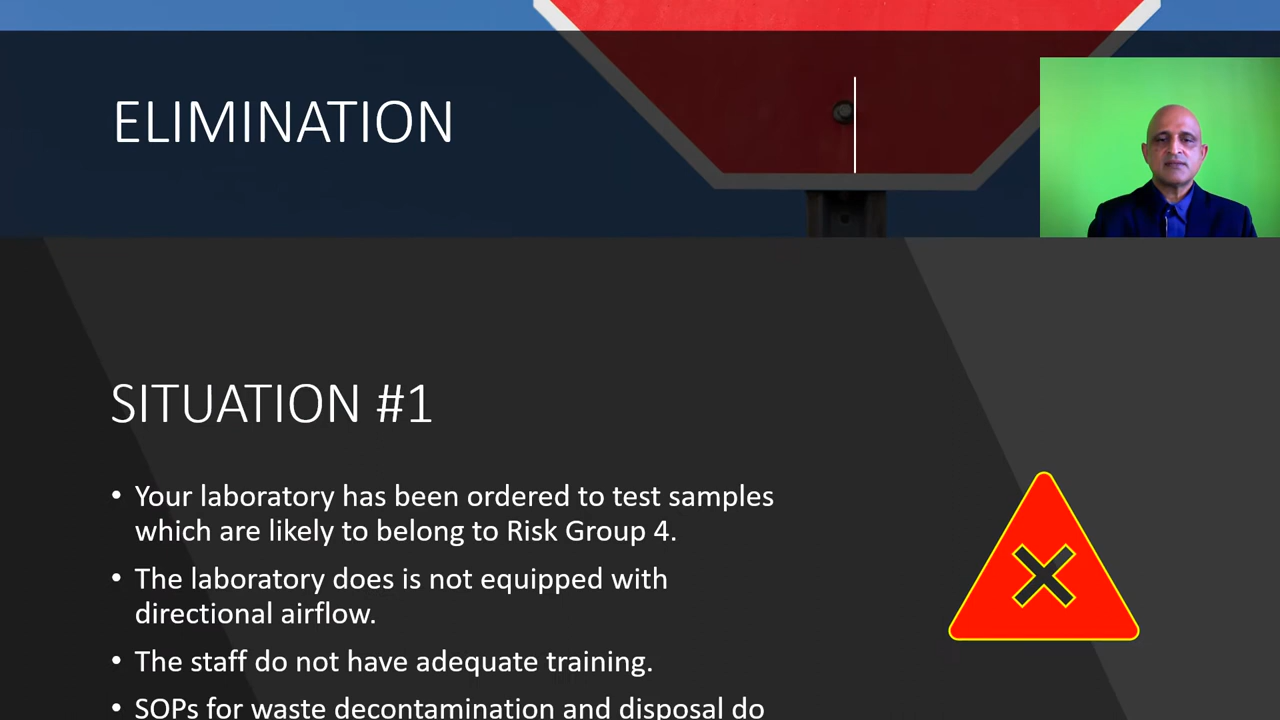 ELIMINATION
SITUATION #1
• Your laboratory has been ordered to test samples
which are likely to belong to Risk Group 4.
• The laboratory does is not equipped with
directional airflow.
• The staff do not have adequate training.
• SOPs for waste decontamination and disposal do